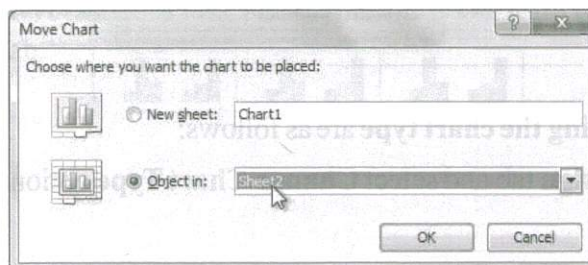 Move Chart
Choose where you want the chart to be placed:
New sheet: Chart1
Object in: Sheet2
OK Cancel